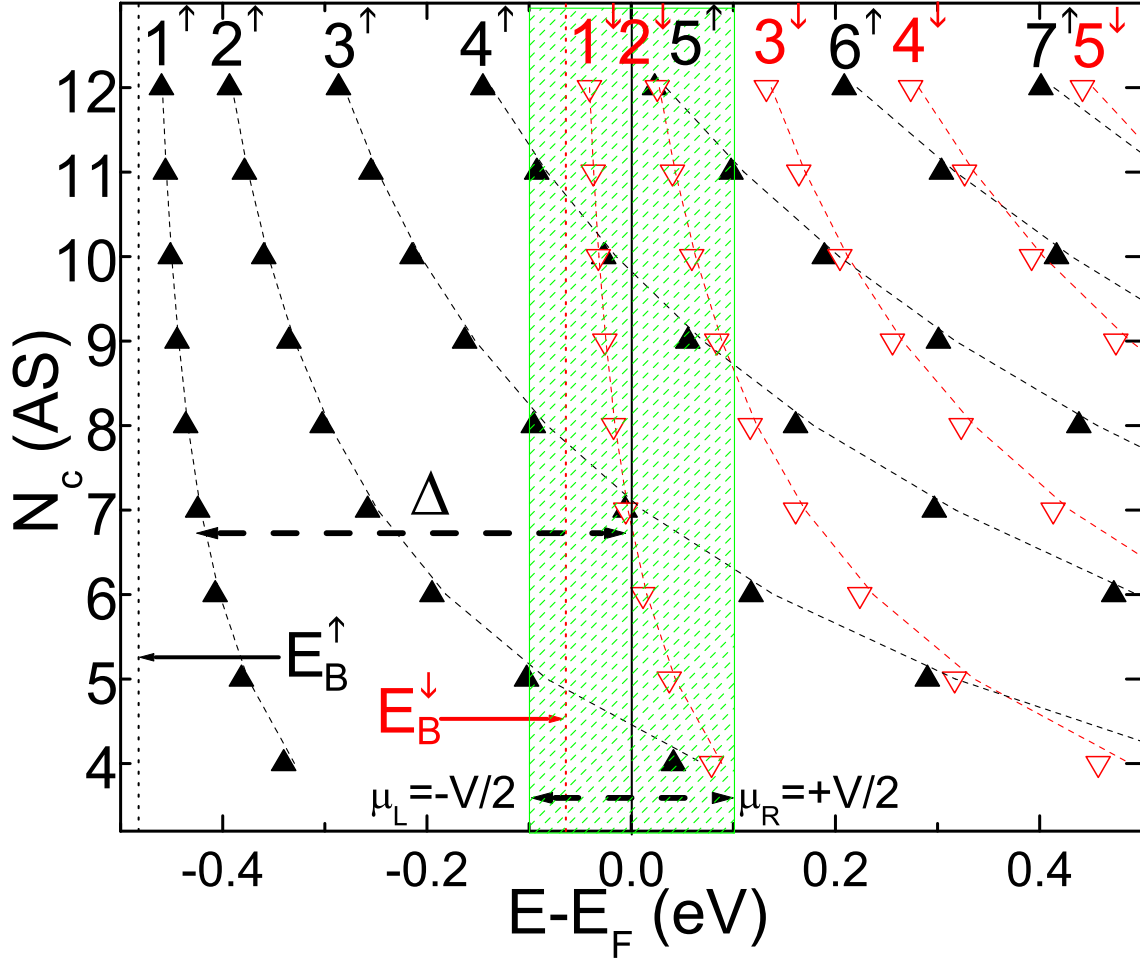 1↑ 2↑ 3↑ 4↑ 1↓ 2↓ 5↑ 3↓ 6↑ 4↓ 7↑ 5↓
12
11
10
9
8
7
6
5
4
N_c (AS)
Δ
E_B↑
E_B↓
μ_L=-V/2
μ_R=+V/2
-0.4 -0.2 0.0 0.2 0.4
E-E_F (eV)